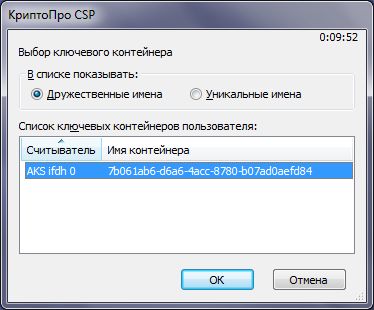 КриптоПро CSP
0:09:52
Выбор ключевого контейнера
В списке показывать:
Дружественные имена
Уникальные имена
Список ключевых контейнеров пользователя:
Считыватель Имя контейнера
AKS ifdh 0 7b061ab6-d6a6-4acc-8780-b07ad0aefd84
OK
Отмена